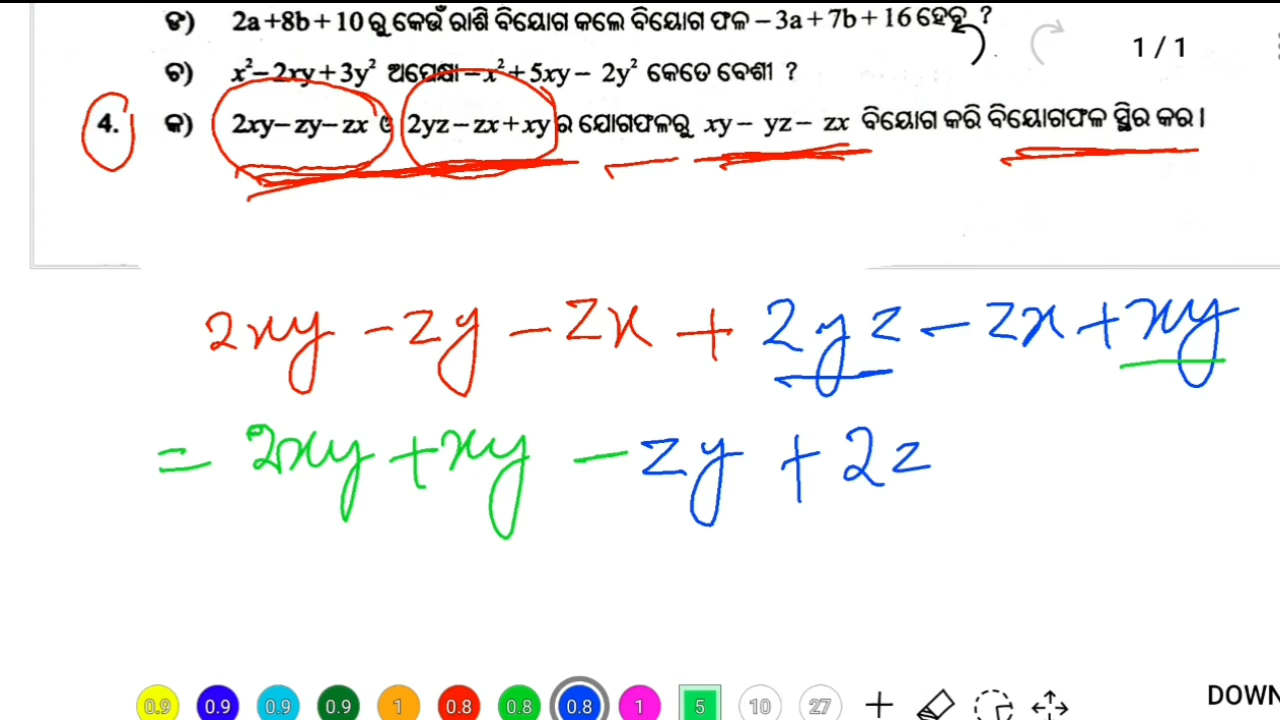 ଙ) 2a+8b+10 ରୁ କେଉଁ ରାଶି ବିୟୋଗ କଲେ ବିୟୋଗ ଫଳ – 3a + 7b + 16 ହେବ ?
1 / 1
ଚ) x² – 2xy + 3y² ଅପେକ୍ଷା – x² + 5xy – 2y² କେତେ ବେଶୀ ?
4. କ) 2xy – zy – zx ଓ 2yz – zx + xy ର ଯୋଗଫଳରୁ xy – yz – zx ବିୟୋଗ କରି ବିୟୋଗଫଳ ସ୍ଥିର କର।
2xy – zy – zx + 2yz – zx + xy
= 2xy + xy – zy + 2z
0.9 0.9 0.9 0.9 1 0.8 0.8 0.8 1 5 10 27
DOWN